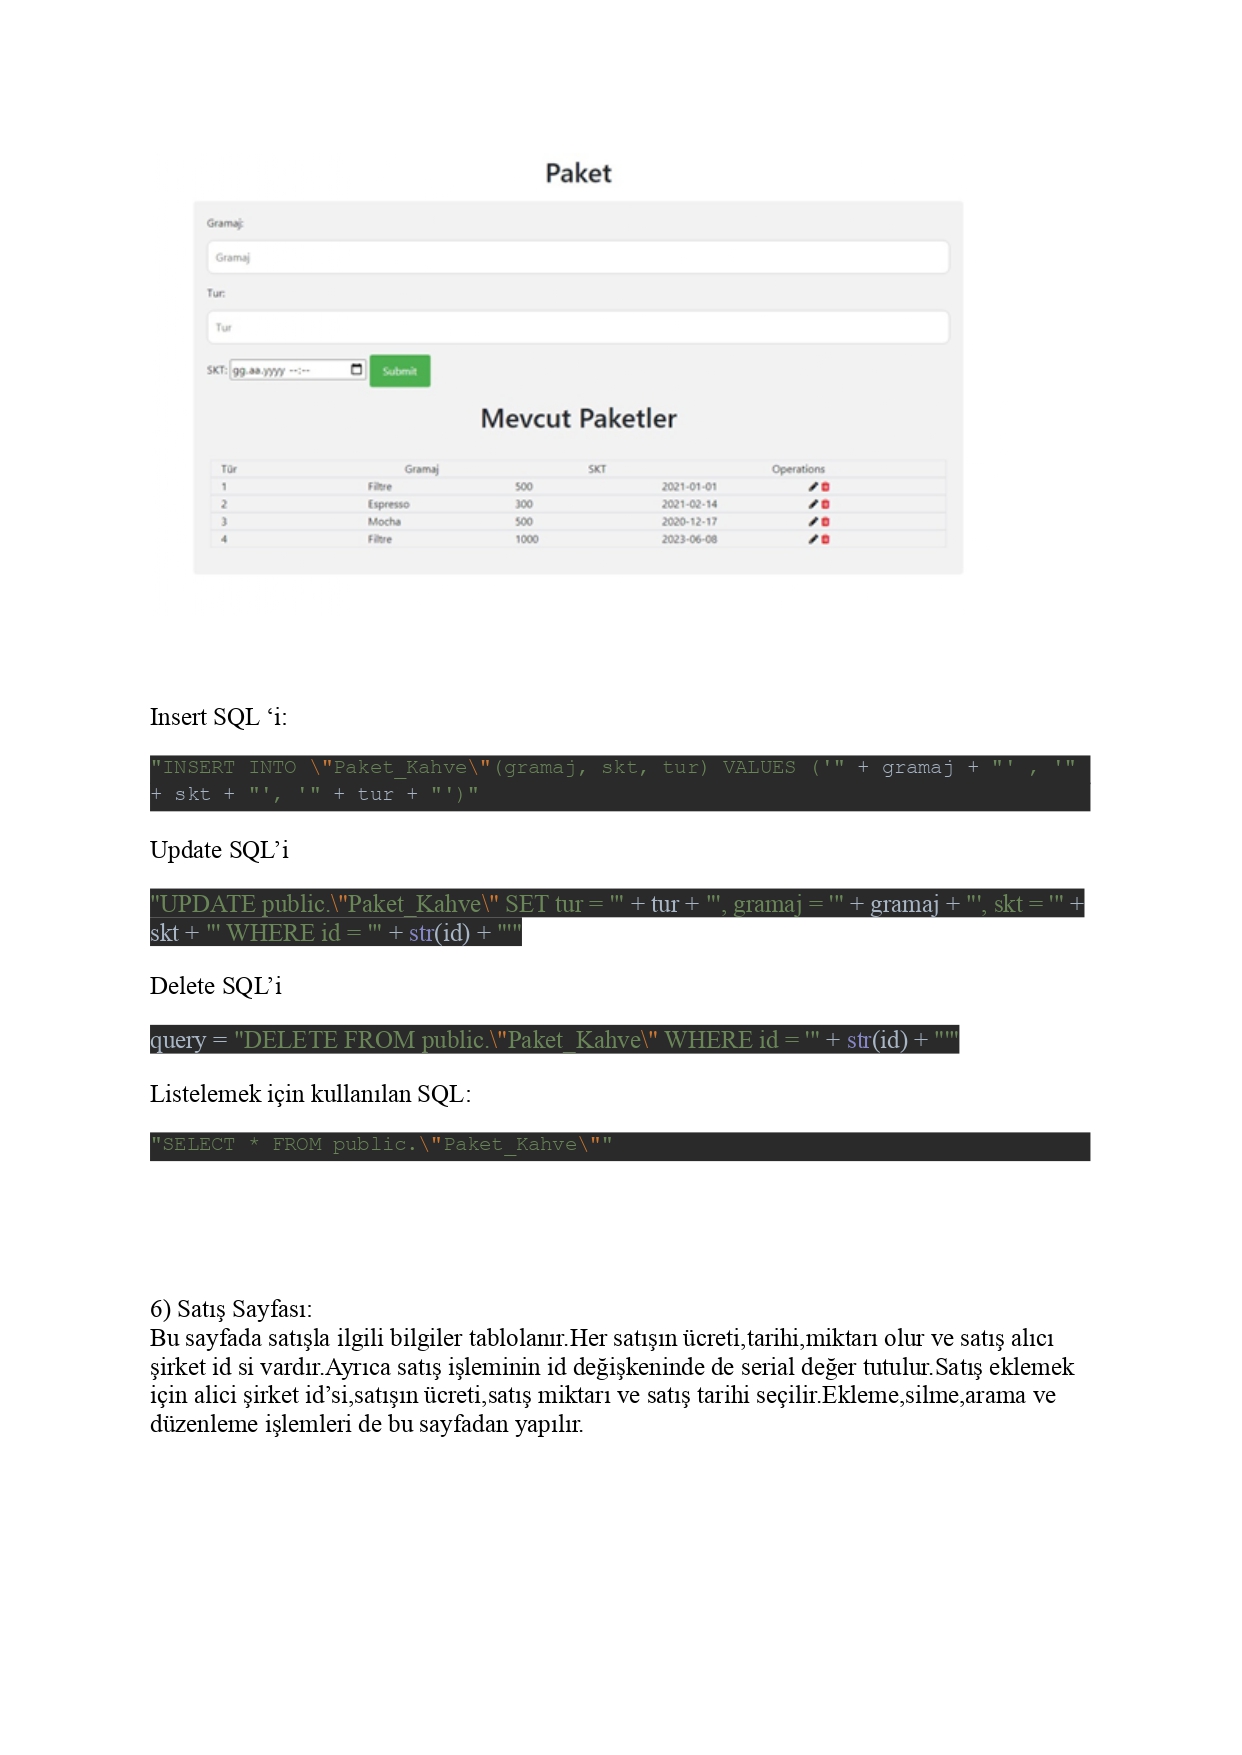 Paket
Gramaj:
Gramaj
Tur:
Tur
SKT: gg.aa.yyyy --:-- Submit
Mevcut Paketler
Tür Gramaj SKT Operations
1 Filtre 500 2021-01-01
2 Espresso 300 2021-02-14
3 Mocha 500 2020-12-17
4 Filtre 1000 2023-06-08
Insert SQL ‘i:
"INSERT INTO \"Paket_Kahve\"(gramaj, skt, tur) VALUES ('" + gramaj + "' , '"
+ skt + "', '" + tur + "')"
Update SQL’i
"UPDATE public.\"Paket_Kahve\" SET tur = '" + tur + "', gramaj = '" + gramaj + "', skt = '" +
skt + "' WHERE id = '" + str(id) + "'"
Delete SQL’i
query = "DELETE FROM public.\"Paket_Kahve\" WHERE id = '" + str(id) + "'"
Listelemek için kullanılan SQL:
"SELECT * FROM public.\"Paket_Kahve\""
6) Satış Sayfası:
Bu sayfada satışla ilgili bilgiler tablolanır.Her satışın ücreti,tarihi,miktarı olur ve satış alıcı
şirket id si vardır.Ayrıca satış işleminin id değişkeninde de serial değer tutulur.Satış eklemek
için alici şirket id’si,satışın ücreti,satış miktarı ve satış tarihi seçilir.Ekleme,silme,arama ve
düzenleme işlemleri de bu sayfadan yapılır.